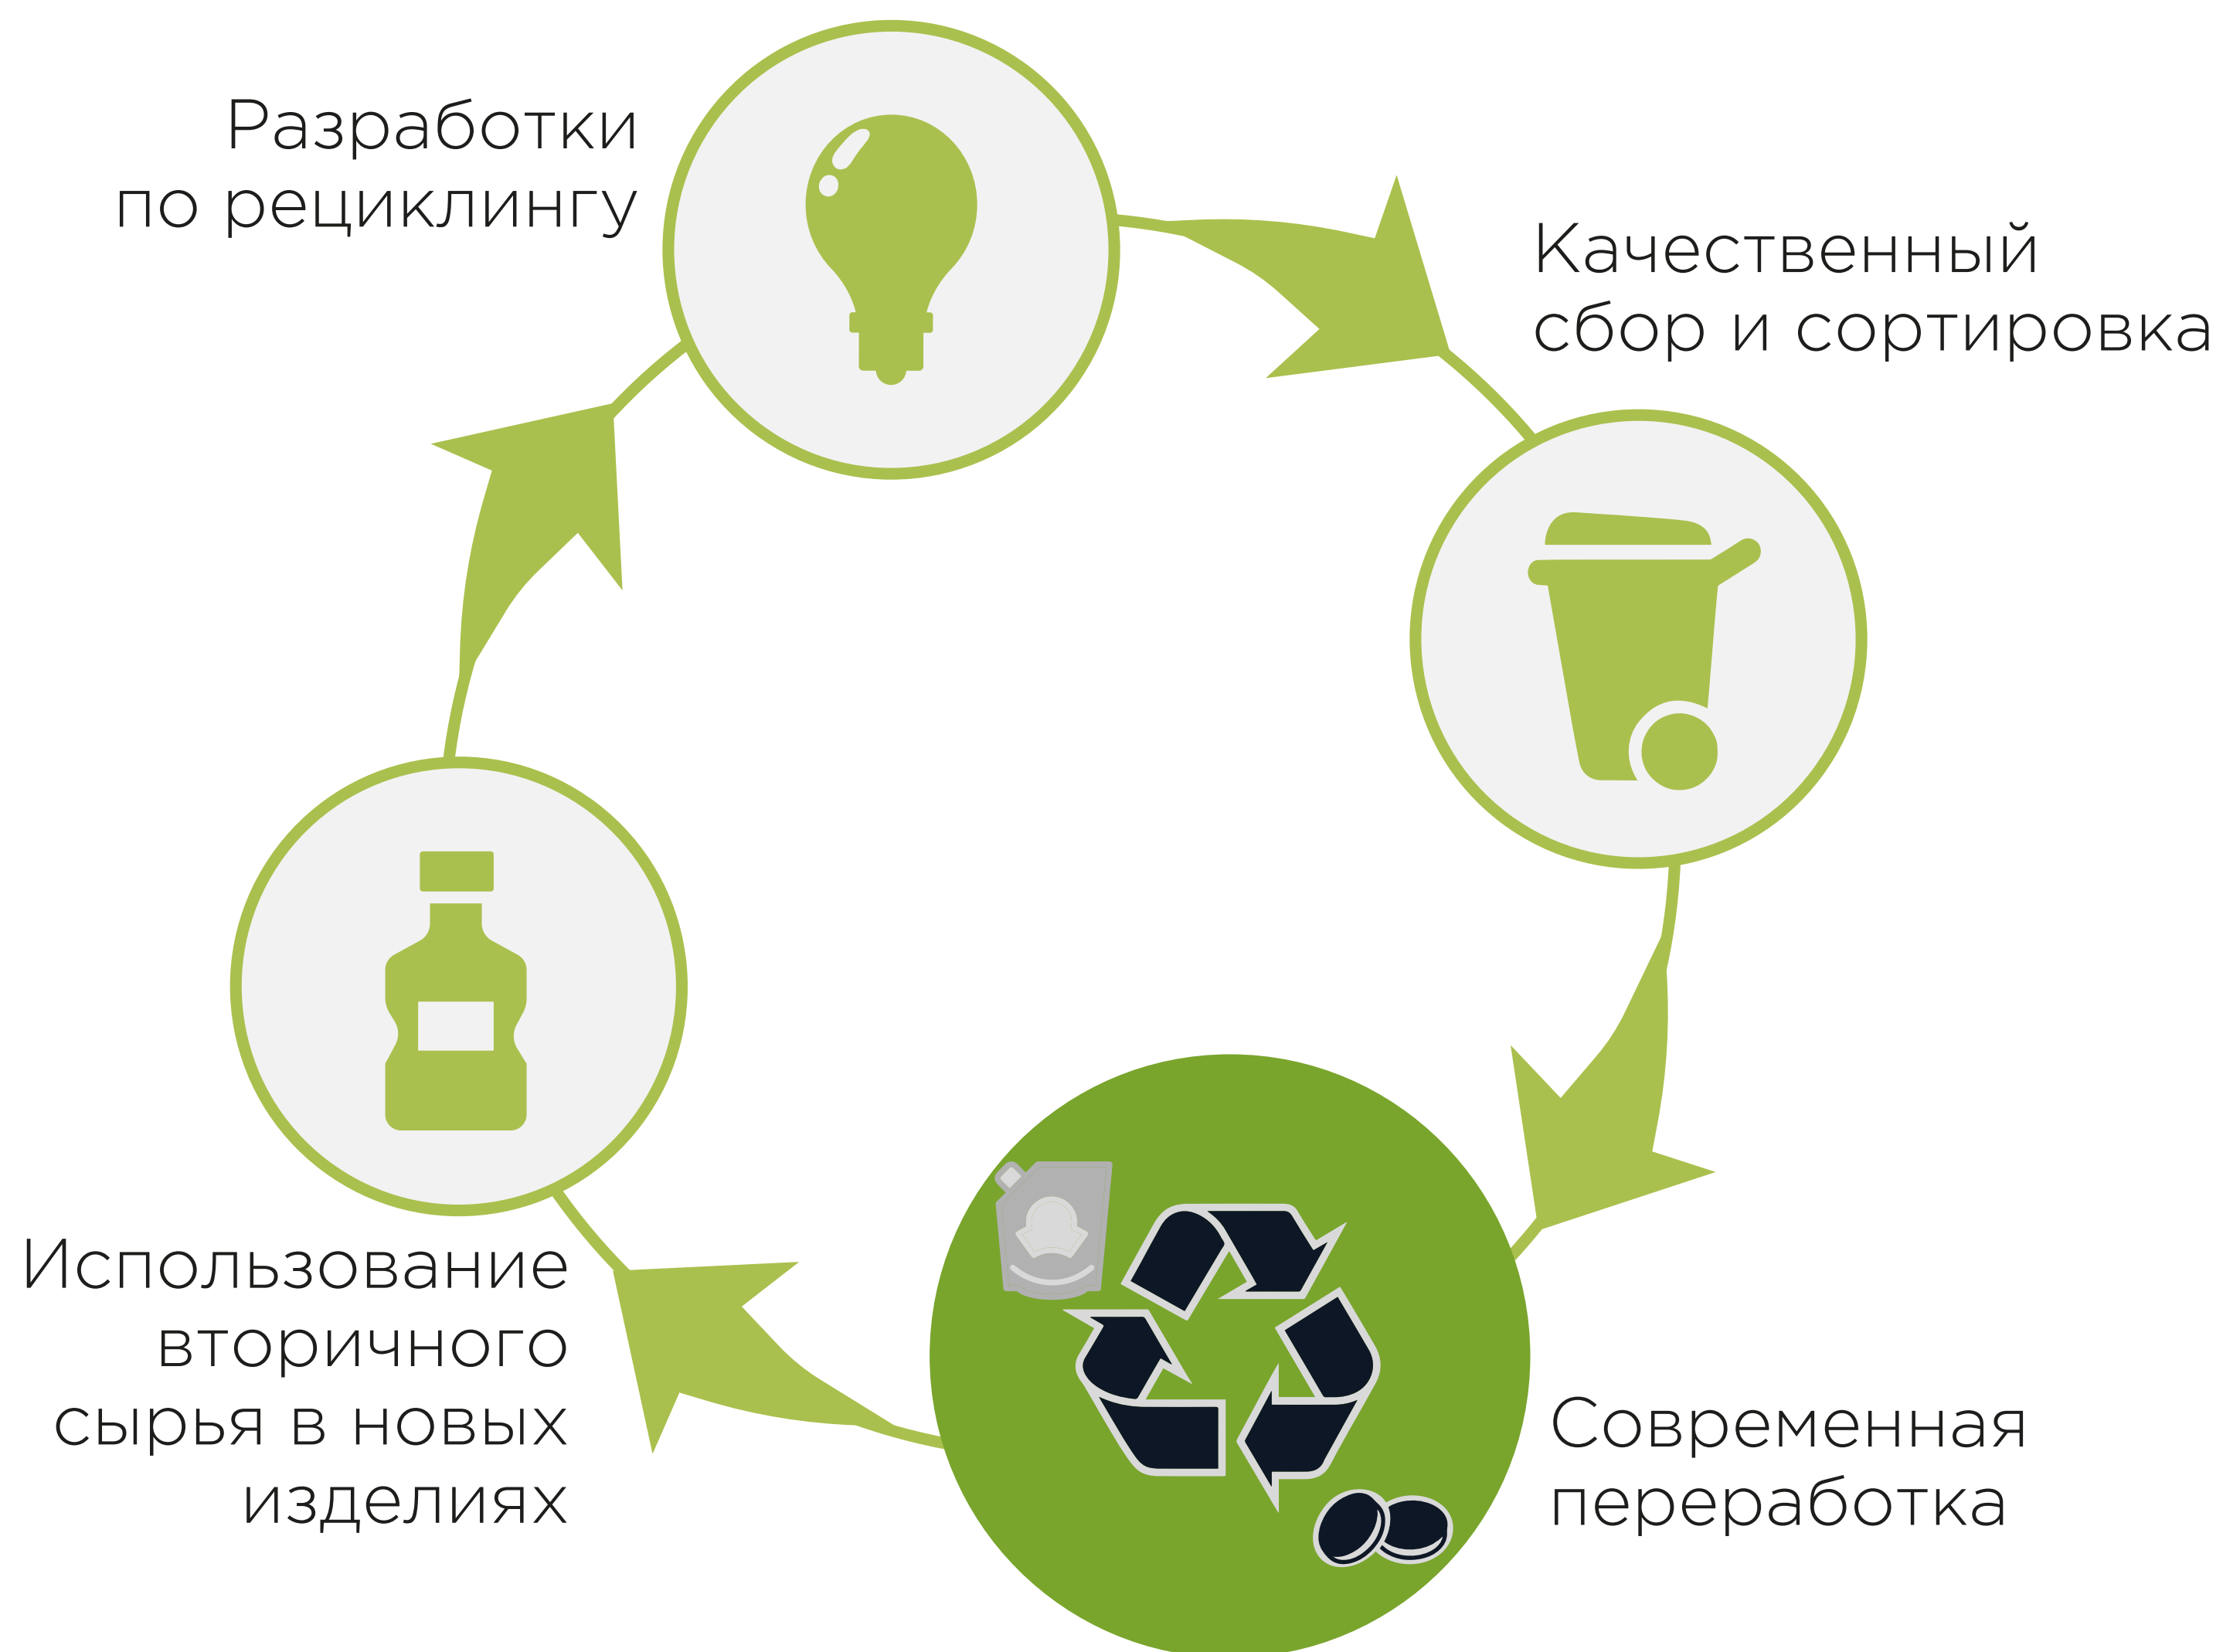 Разработки
по рециклингу
Качественный
сбор и сортировка
Современная
переработка
Использование
вторичного
сырья в новых
изделиях